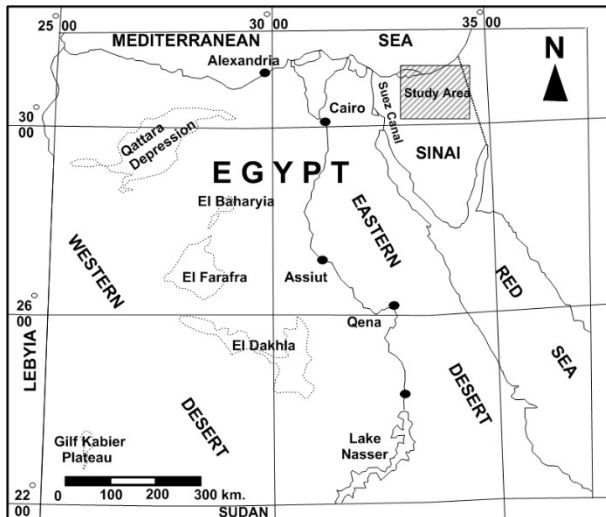 25° 00
30° 00
35° 00
MEDITERRANEAN SEA
Alexandria
N
Suez Canal
Study Area
Cairo
30° 00
Qattara
Depression
SINAI
EGYPT
El Baharyia
EASTERN
WESTERN
El Farafra
Assiut
RED
26° 00
Qena
LEBYIA
El Dakhla
SEA
DESERT
DESERT
Gilf Kabier
Plateau
Lake
Nasser
0 100 200 300 km.
22° 00
SUDAN